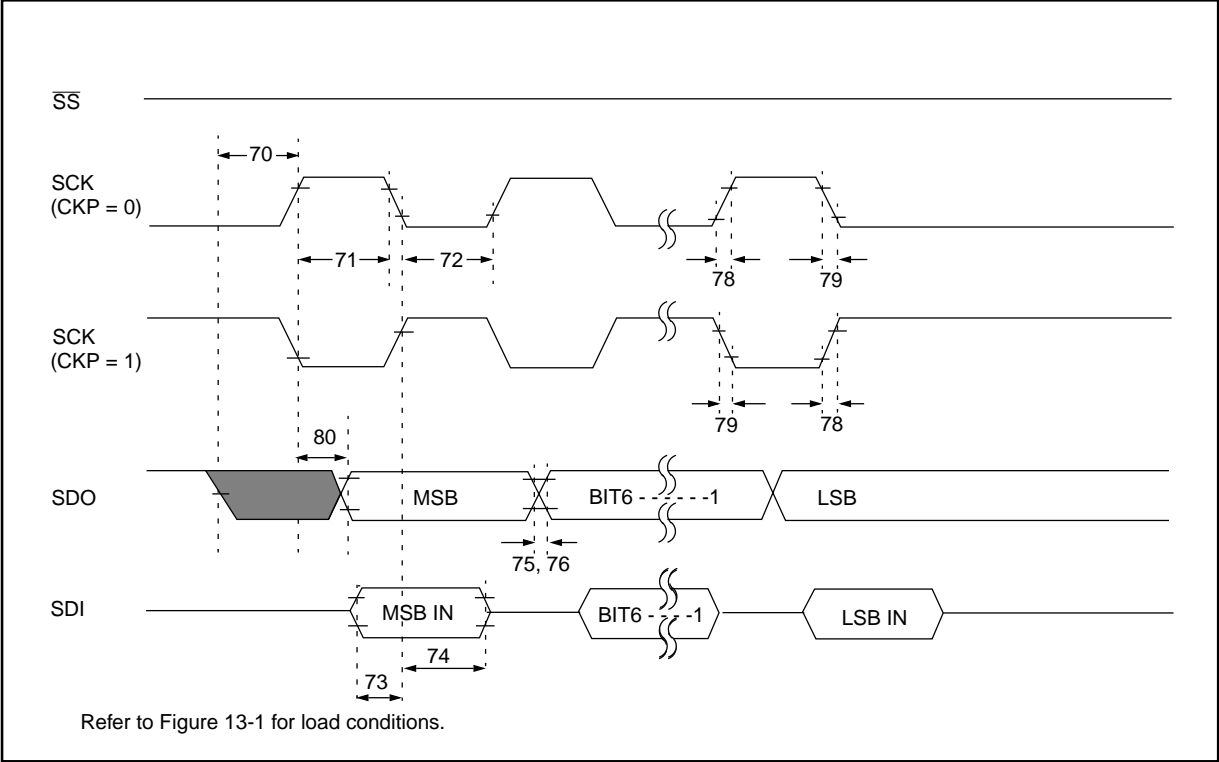 SS
70
SCK
(CKP = 0)
71
72
78
79
SCK
(CKP = 1)
79
78
80
SDO
MSB
BIT6 - - - - - -1
LSB
75, 76
SDI
MSB IN
BIT6 - - - -1
LSB IN
74
73
Refer to Figure 13-1 for load conditions.